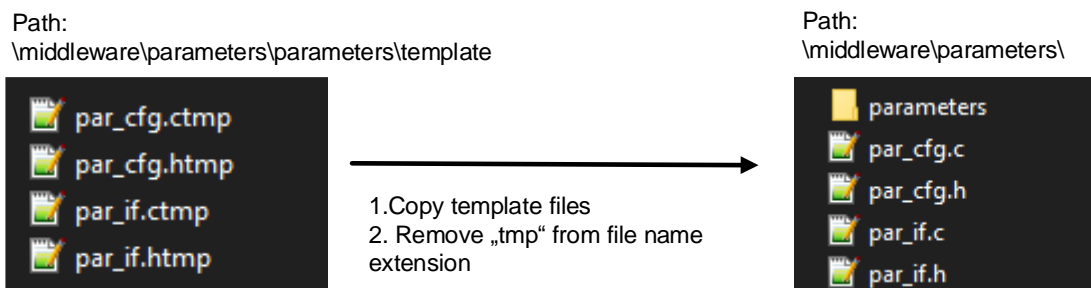 Path:
\middleware\parameters\parameters\template
par_cfg.ctmp
par_cfg.htmp
par_if.ctmp
par_if.htmp
1.Copy template files
2. Remove „tmp“ from file name
extension
Path:
\middleware\parameters\
parameters
par_cfg.c
par_cfg.h
par_if.c
par_if.h